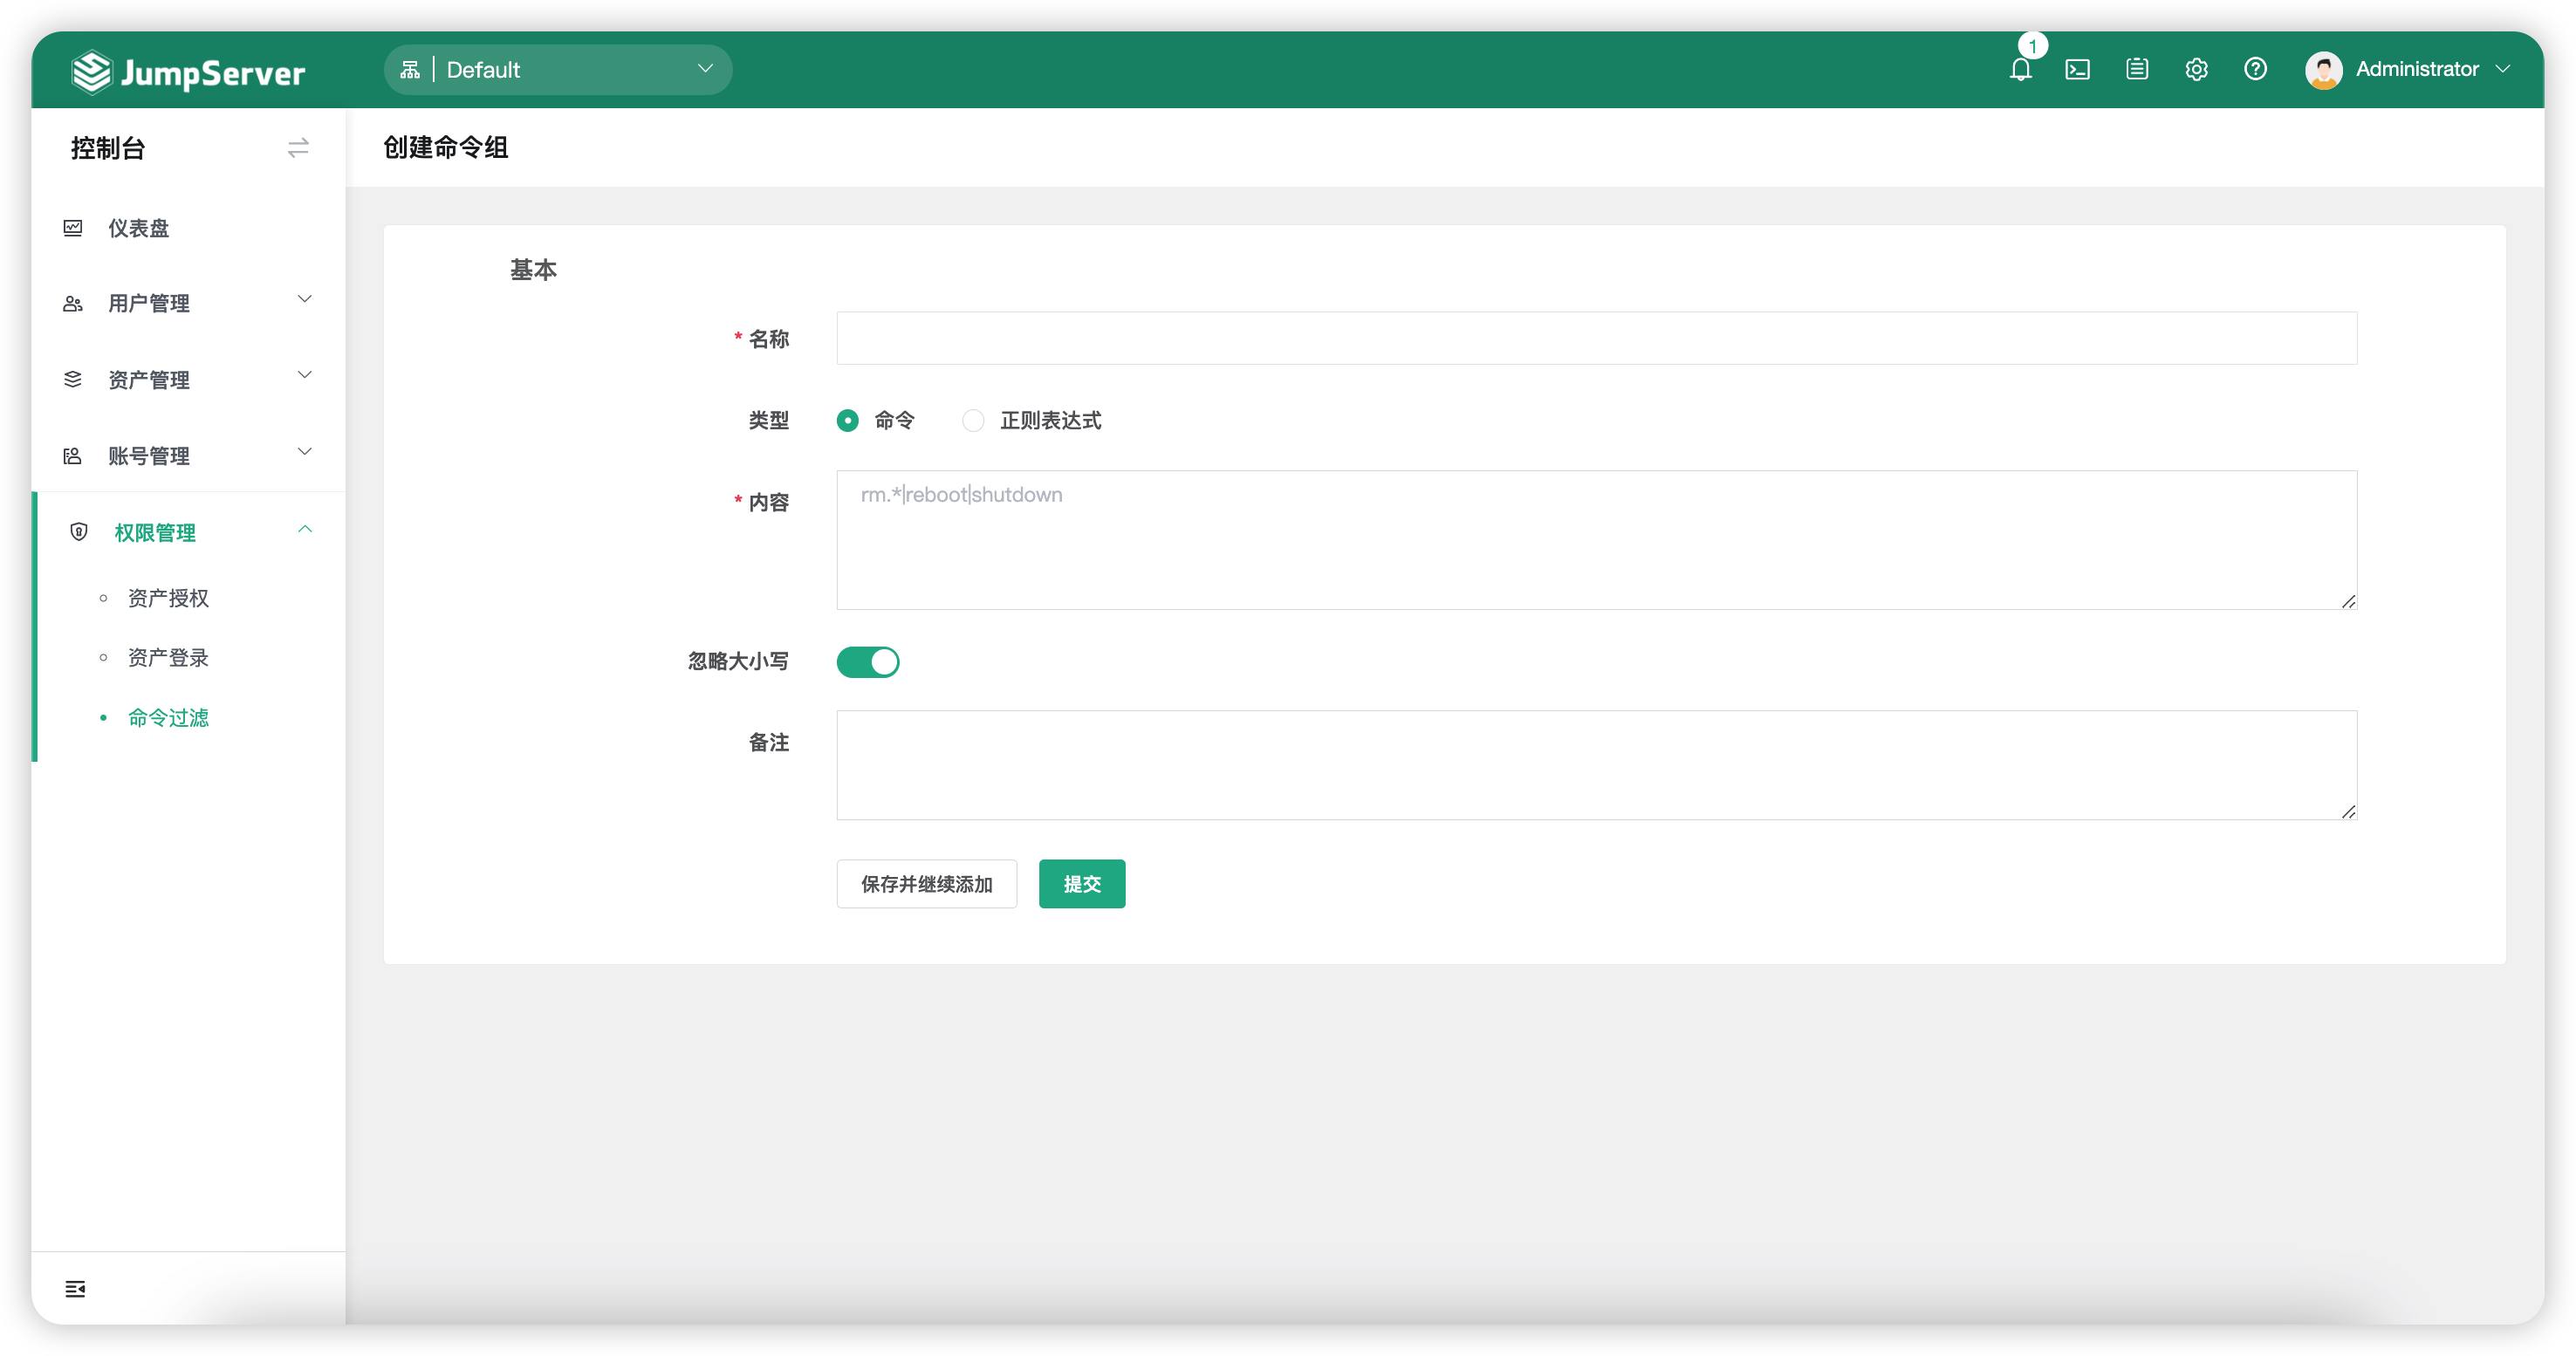 JumpServer
Default
1
Administrator
控制台
创建命令组
仪表盘
用户管理
资产管理
账号管理
权限管理
资产授权
资产登录
命令过滤
基本
* 名称
类型
命令
正则表达式
* 内容
rm.*|reboot|shutdown
忽略大小写
备注
保存并继续添加
提交